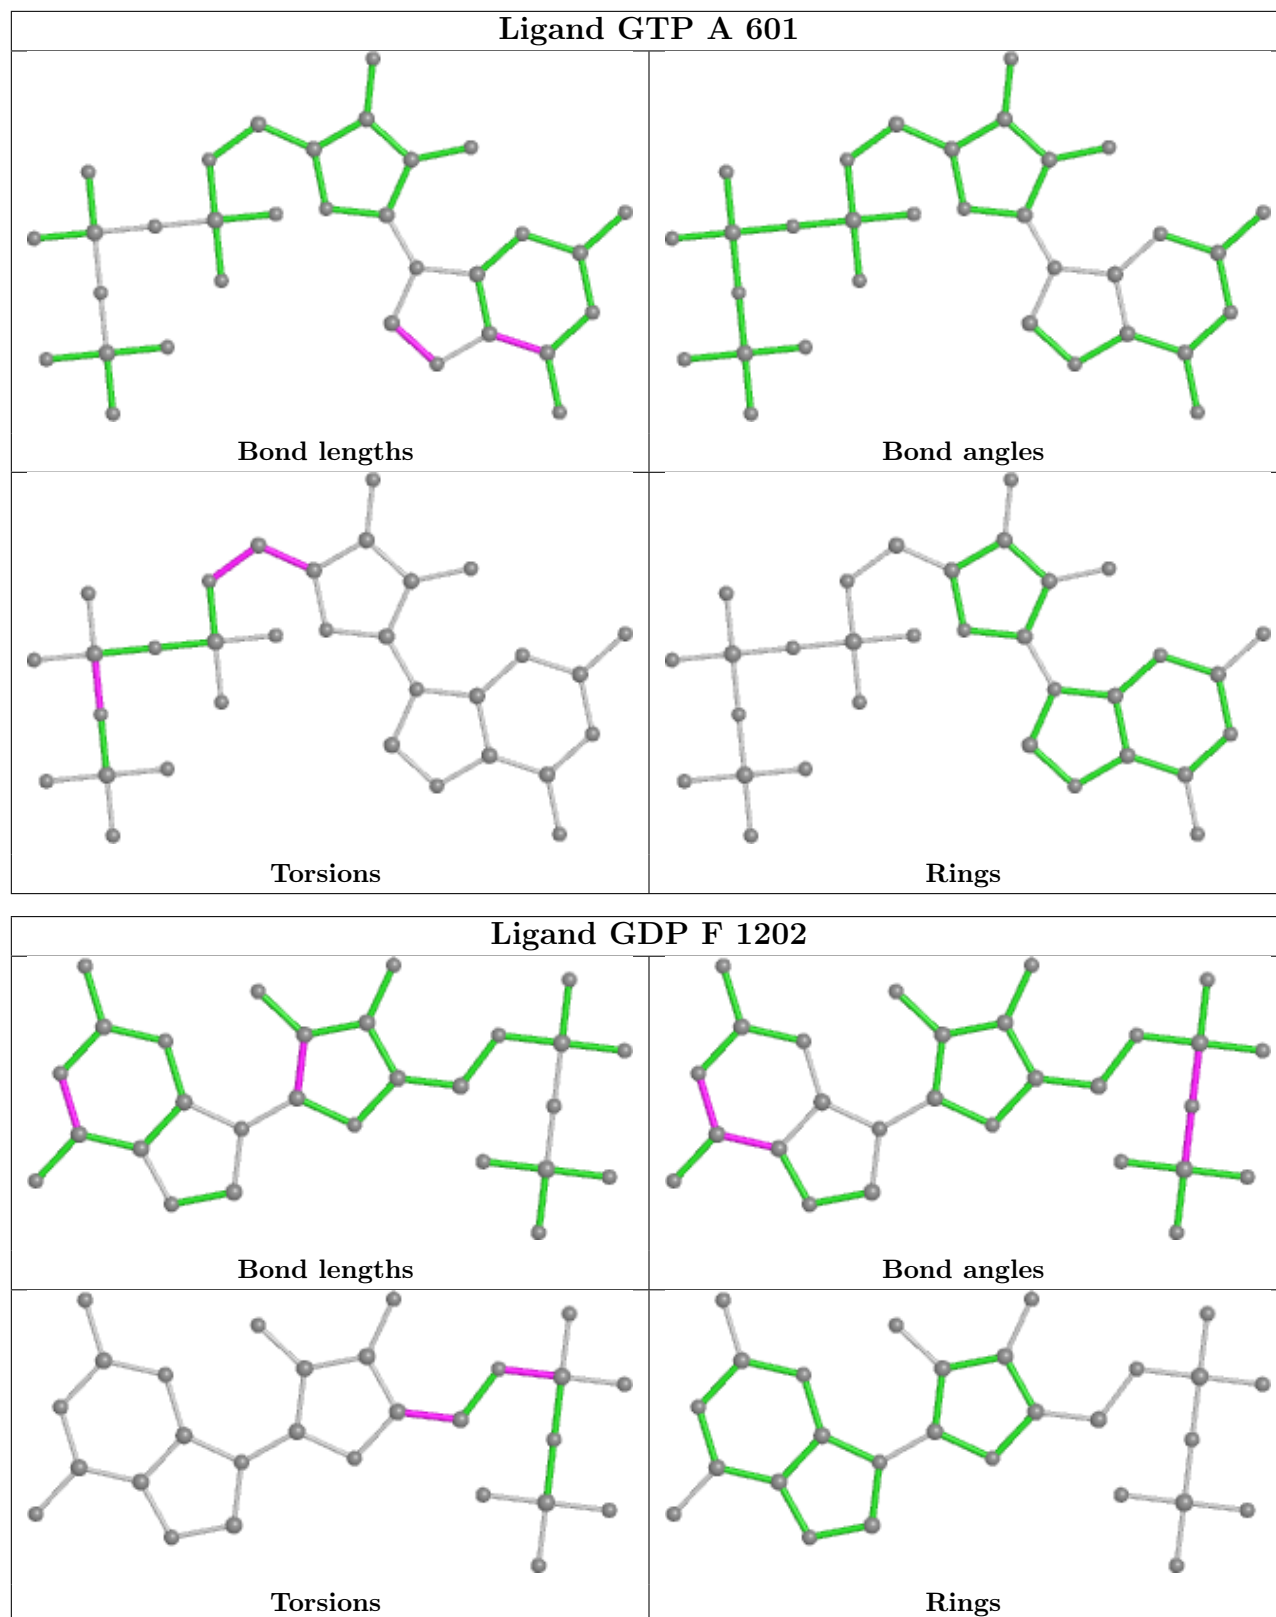 Ligand GTP A 601
Bond lengths
Bond angles
Torsions
Rings
Ligand GDP F 1202
Bond lengths
Bond angles
Torsions
Rings